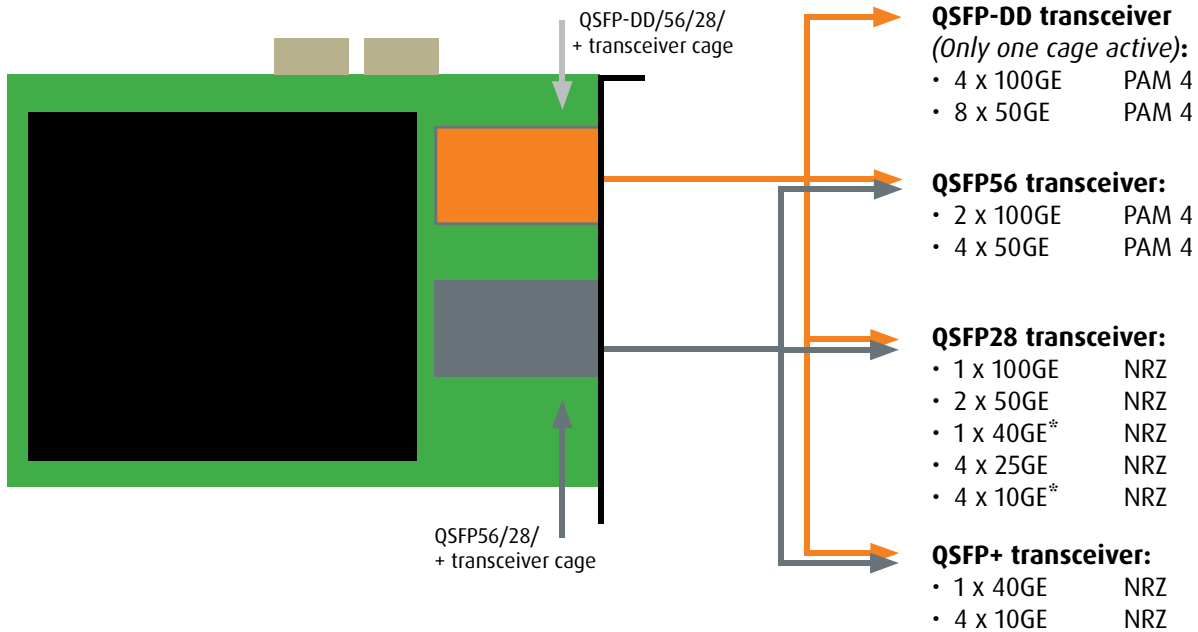 QSFP-DD/56/28/
+ transceiver cage
QSFP56/28/
+ transceiver cage
QSFP-DD transceiver
(Only one cage active):
• 4 x 100GE PAM 4
• 8 x 50GE PAM 4
QSFP56 transceiver:
• 2 x 100GE PAM 4
• 4 x 50GE PAM 4
QSFP28 transceiver:
• 1 x 100GE NRZ
• 2 x 50GE NRZ
• 1 x 40GE* NRZ
• 4 x 25GE NRZ
• 4 x 10GE* NRZ
QSFP+ transceiver:
• 1 x 40GE NRZ
• 4 x 10GE NRZ